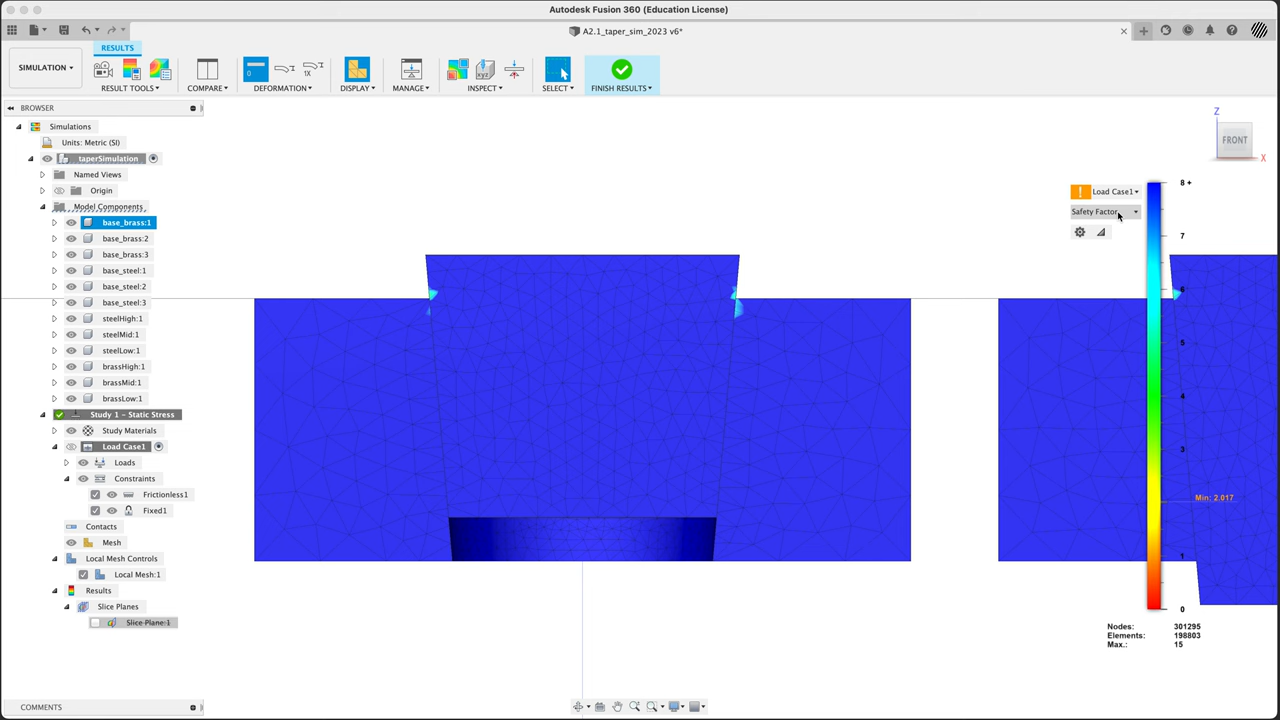 Autodesk Fusion 360 (Education License)
A2.1_taper_sim_2023 v6*
RESULTS
SIMULATION
RESULT TOOLS
COMPARE
DEFORMATION
DISPLAY
MANAGE
INSPECT
SELECT
FINISH RESULTS
BROWSER
Simulations
Units: Metric (SI)
taperSimulation
Named Views
Origin
Model Components
base_brass:1
base_brass:2
base_brass:3
base_steel:1
base_steel:2
base_steel:3
steelHigh:1
steelMid:1
steelLow:1
brassHigh:1
brassMid:1
brassLow:1
Study 1 - Static Stress
Study Materials
Load Case1
Loads
Constraints
Frictionless1
Fixed1
Contacts
Mesh
Local Mesh Controls
Local Mesh:1
Results
Slice Planes
Slice Plane:1
COMMENTS
Z
FRONT
X
Load Case1
Safety Factor
8 +
7
6
5
4
3
Min: 2.017
1
0
Nodes: 301295
Elements: 198803
Max.: 15